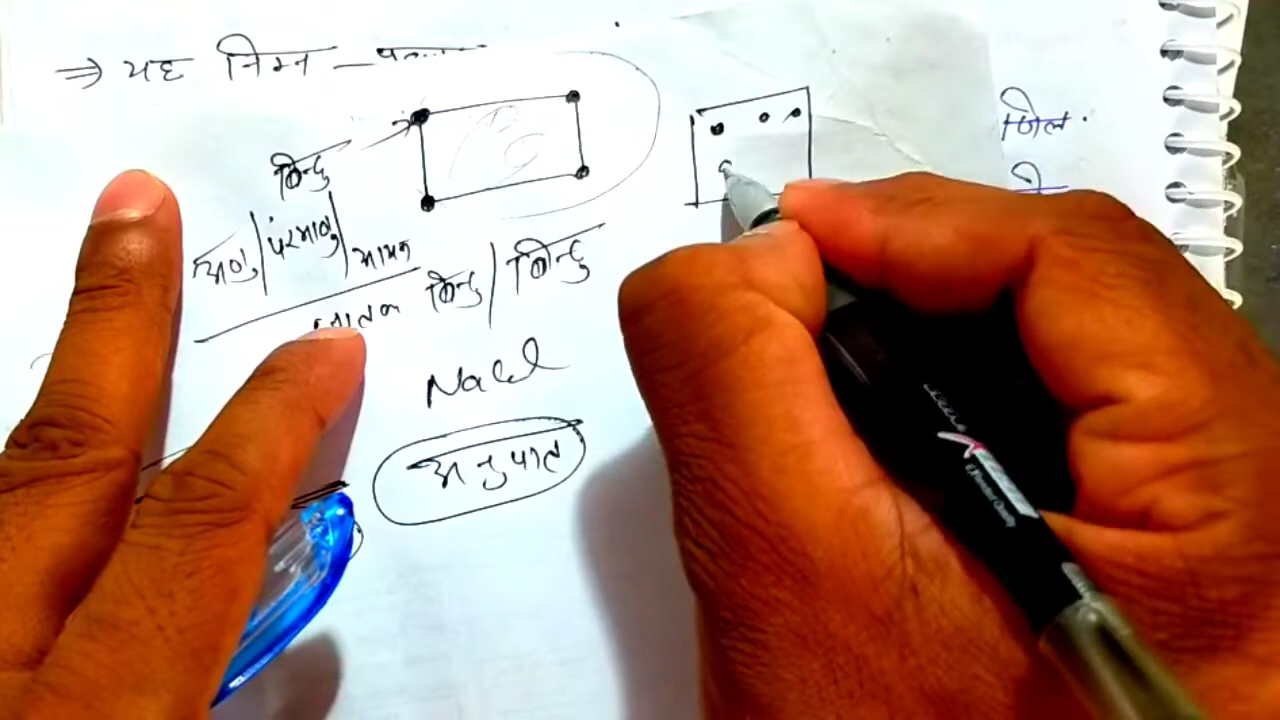 ⇒ यह निम्न
बिन्दु
अणु | परमाणु | आयन
जालक बिन्दु | बिन्दु
NaCl
अनुपात